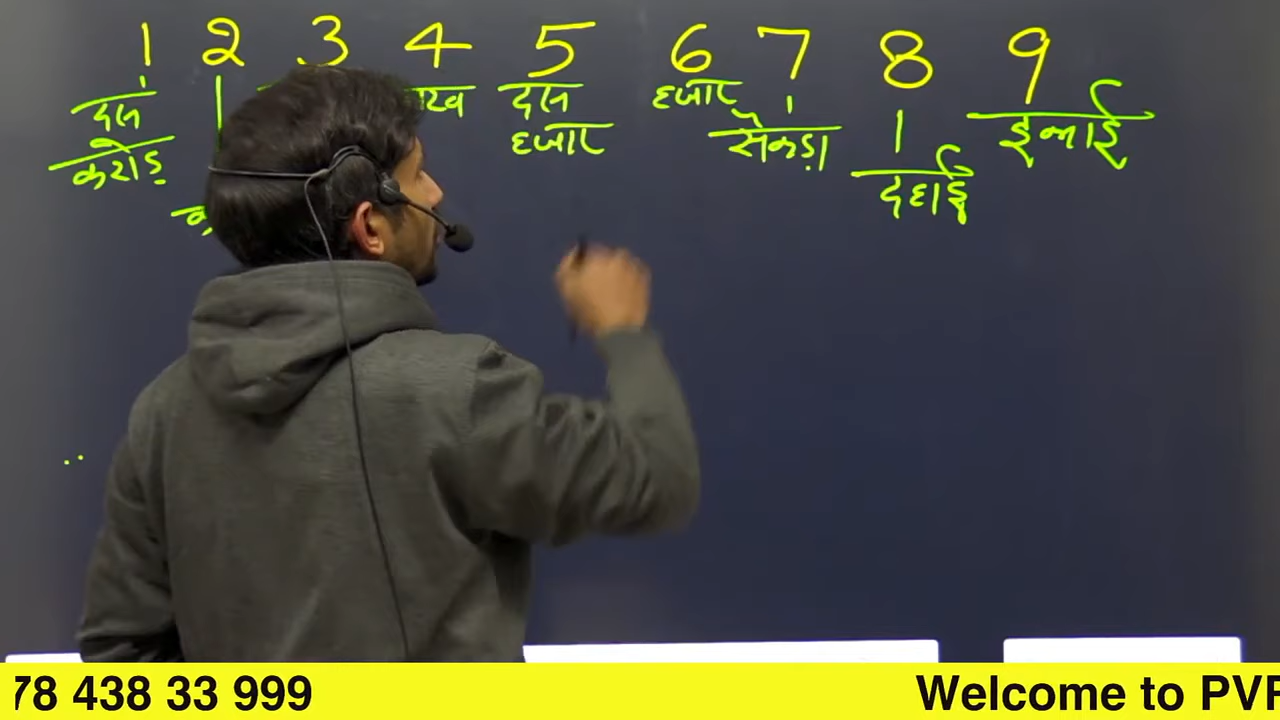 1 2 3 4 5 6 7 8 9
दस करोड़
दस हजार
हजार
सैकड़ा
दहाई
इकाई
78 438 33 999 Welcome to